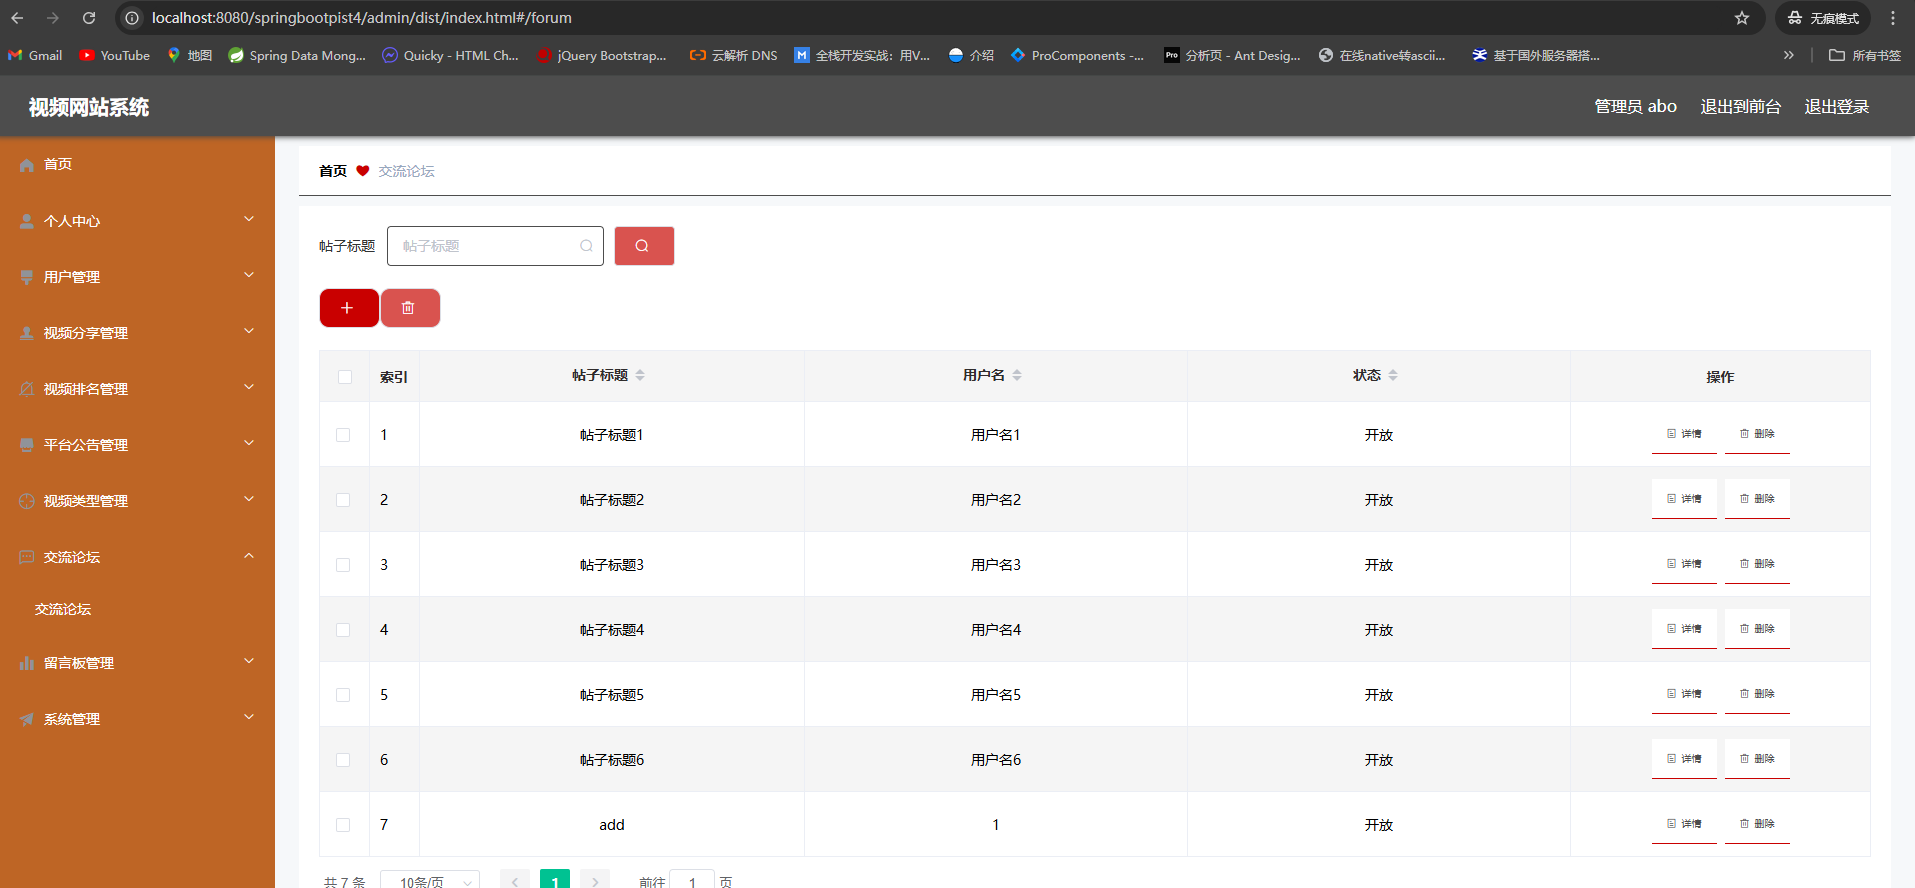 localhost:8080/springbootpist4/admin/dist/index.html#/forum 无痕模式
Gmail YouTube 地图 Spring Data Mong... Quicky - HTML Ch... jQuery Bootstrap... 云解析 DNS 全栈开发实战：用V... 介绍 ProComponents -... Pro 分析页 - Ant Desig... 在线native转ascii... 基于国外服务器搭... » 所有书签
视频网站系统 管理员 abo 退出到前台 退出登录
首页
个人中心
用户管理
视频分享管理
视频排名管理
平台公告管理
视频类型管理
交流论坛
交流论坛
留言板管理
系统管理
首页 交流论坛
帖子标题 帖子标题
索引 帖子标题 用户名 状态 操作
1 帖子标题1 用户名1 开放 详情 删除
2 帖子标题2 用户名2 开放 详情 删除
3 帖子标题3 用户名3 开放 详情 删除
4 帖子标题4 用户名4 开放 详情 删除
5 帖子标题5 用户名5 开放 详情 删除
6 帖子标题6 用户名6 开放 详情 删除
7 add 1 开放 详情 删除
共 7 条 10条/页 1 前往 1 页